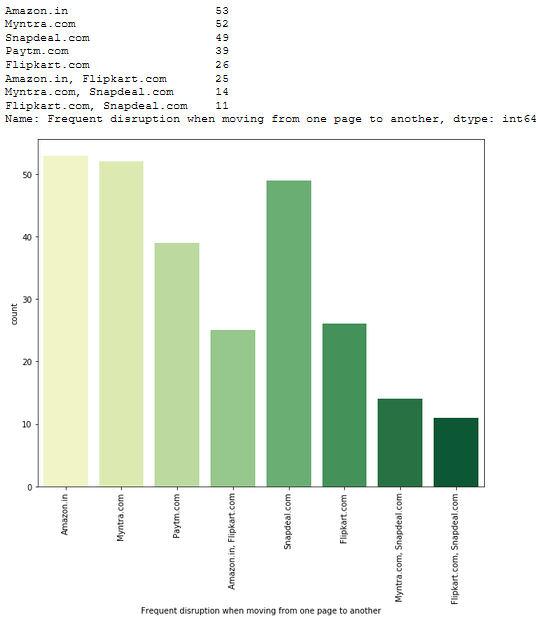 Amazon.in 53
Myntra.com 52
Snapdeal.com 49
Paytm.com 39
Flipkart.com 26
Amazon.in, Flipkart.com 25
Myntra.com, Snapdeal.com 14
Flipkart.com, Snapdeal.com 11
Name: Frequent disruption when moving from one page to another, dtype: int64
50
40
30
20
10
0
count
Amazon.in
Myntra.com
Paytm.com
Amazon.in, Flipkart.com
Snapdeal.com
Flipkart.com
Myntra.com, Snapdeal.com
Flipkart.com, Snapdeal.com
Frequent disruption when moving from one page to another